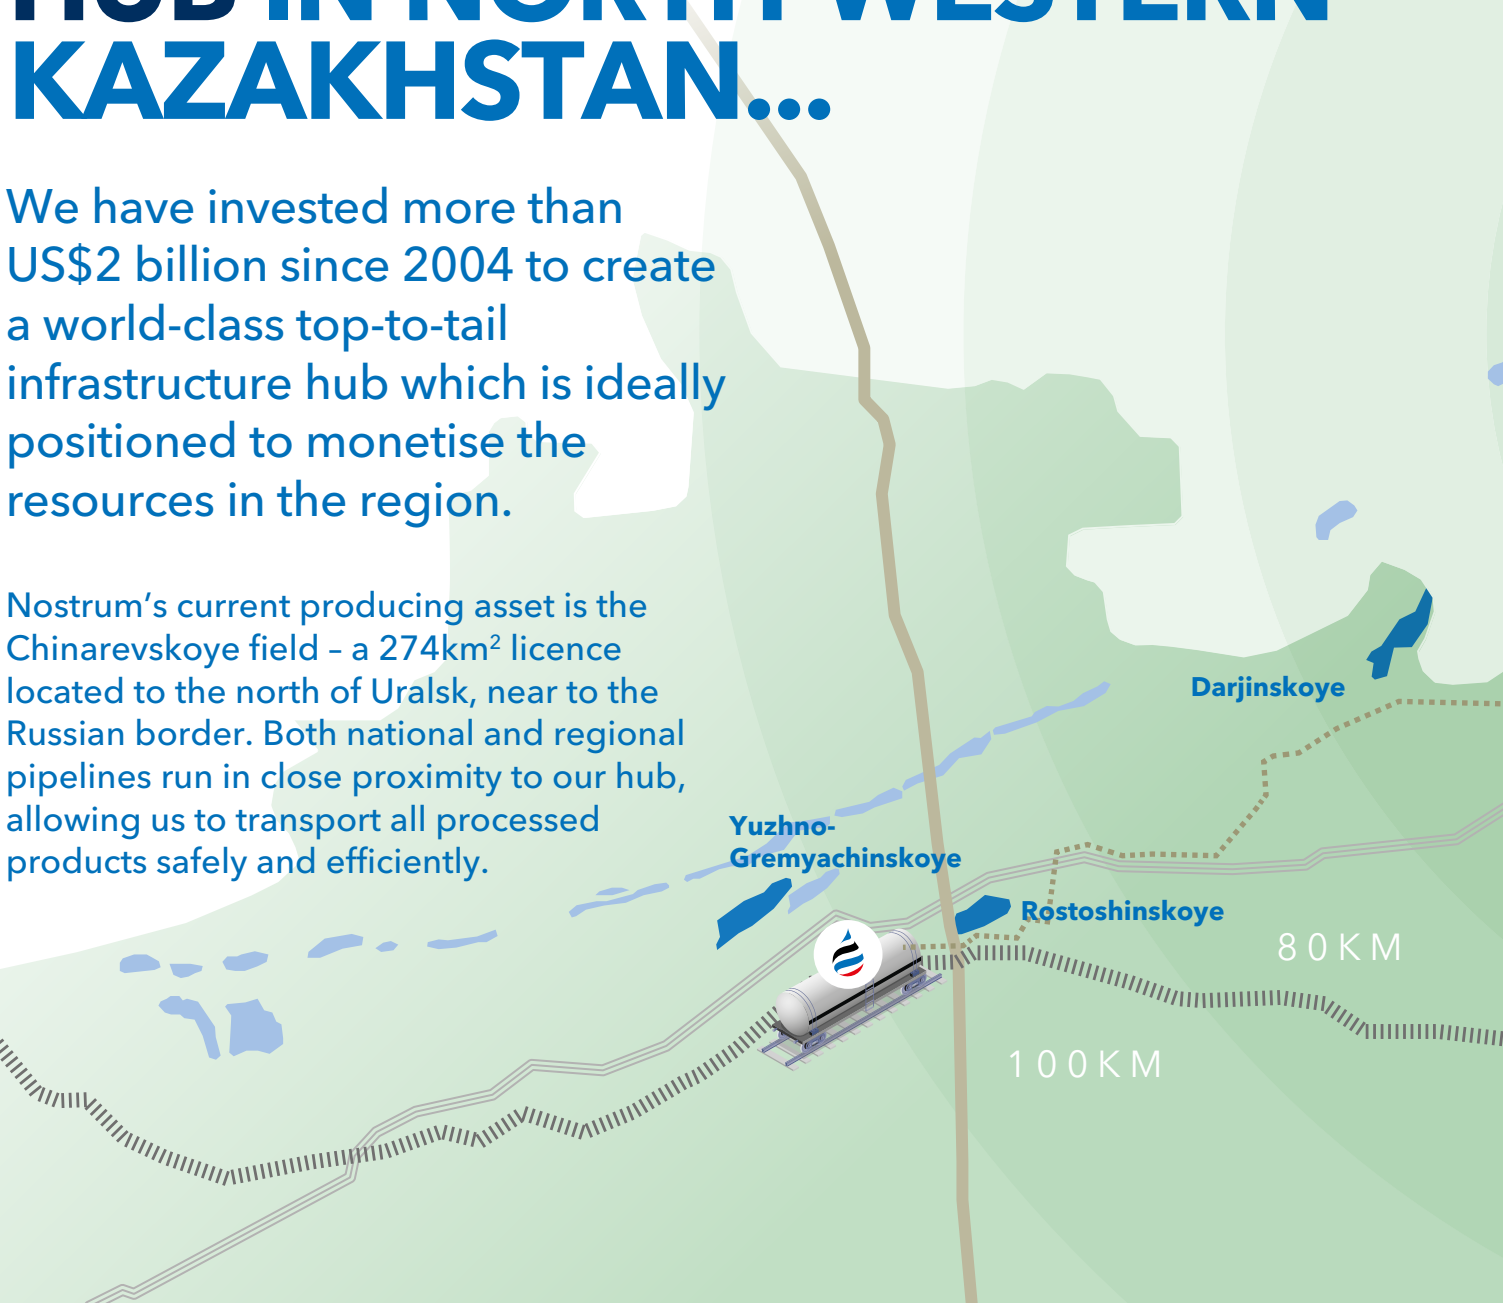 HUB IN NORTH-WESTERN
KAZAKHSTAN...
We have invested more than
US$2 billion since 2004 to create
a world-class top-to-tail
infrastructure hub which is ideally
positioned to monetise the
resources in the region.
Nostrum’s current producing asset is the
Chinarevskoye field – a 274km² licence
located to the north of Uralsk, near to the
Russian border. Both national and regional
pipelines run in close proximity to our hub,
allowing us to transport all processed
products safely and efficiently.
Darjinskoye
Yuzhno-
Gremyachinskoye
Rostoshinskoye
80KM
100KM